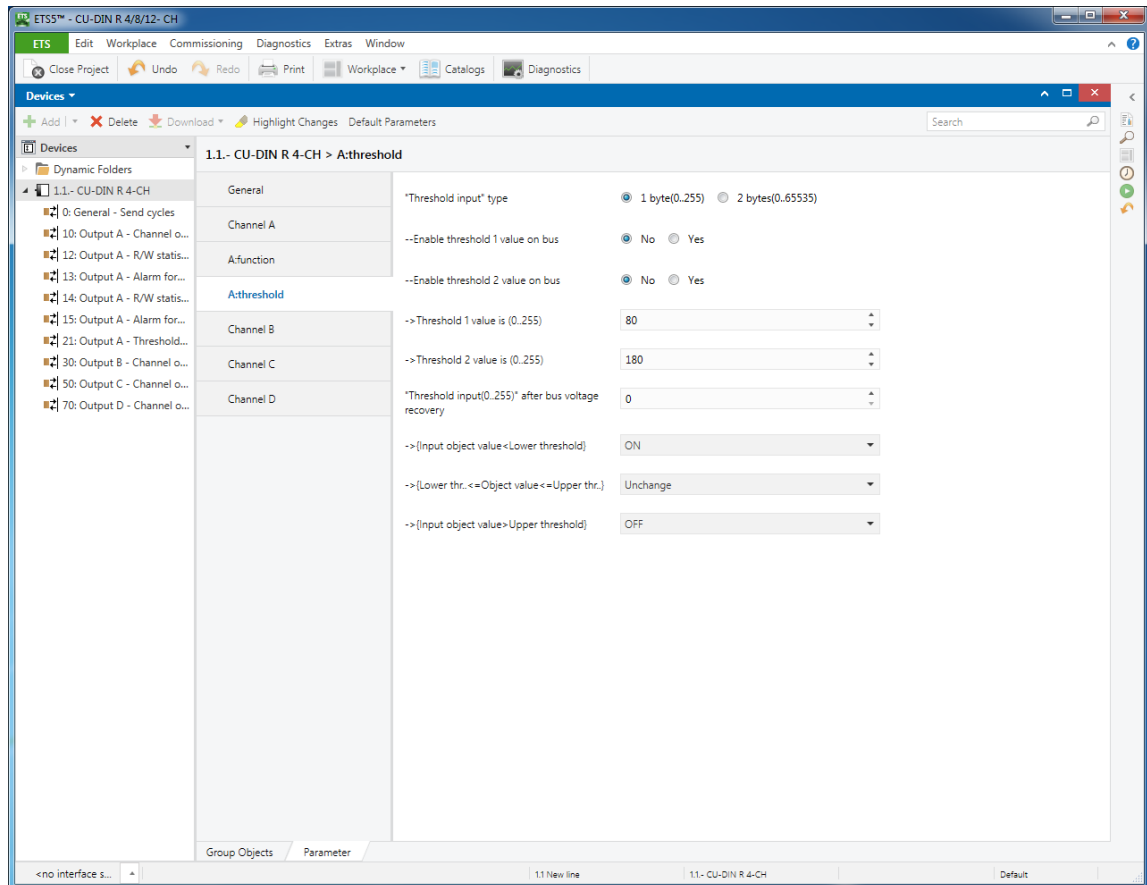 ETS5™ - CU-DIN R 4/8/12- CH
ETS Edit Workplace Commissioning Diagnostics Extras Window
Close Project Undo Redo Print Workplace Catalogs Diagnostics
Devices
Add Delete Download Highlight Changes Default Parameters Search
Devices
Dynamic Folders
1.1.- CU-DIN R 4-CH
0: General - Send cycles
10: Output A - Channel o...
12: Output A - R/W statis...
13: Output A - Alarm for...
14: Output A - R/W statis...
15: Output A - Alarm for...
21: Output A - Threshold...
30: Output B - Channel o...
50: Output C - Channel o...
70: Output D - Channel o...
1.1.- CU-DIN R 4-CH > A:threshold
General
Channel A
A:function
A:threshold
Channel B
Channel C
Channel D
"Threshold input" type 1 byte(0..255) 2 bytes(0..65535)
--Enable threshold 1 value on bus No Yes
--Enable threshold 2 value on bus No Yes
->Threshold 1 value is (0..255) 80
->Threshold 2 value is (0..255) 180
"Threshold input(0..255)" after bus voltage
recovery 0
->{Input object value<Lower threshold} ON
->{Lower thr..<=Object value<=Upper thr..} Unchange
->{Input object value>Upper threshold} OFF
Group Objects Parameter
<no interface s... 1.1 New line 1.1.- CU-DIN R 4-CH Default